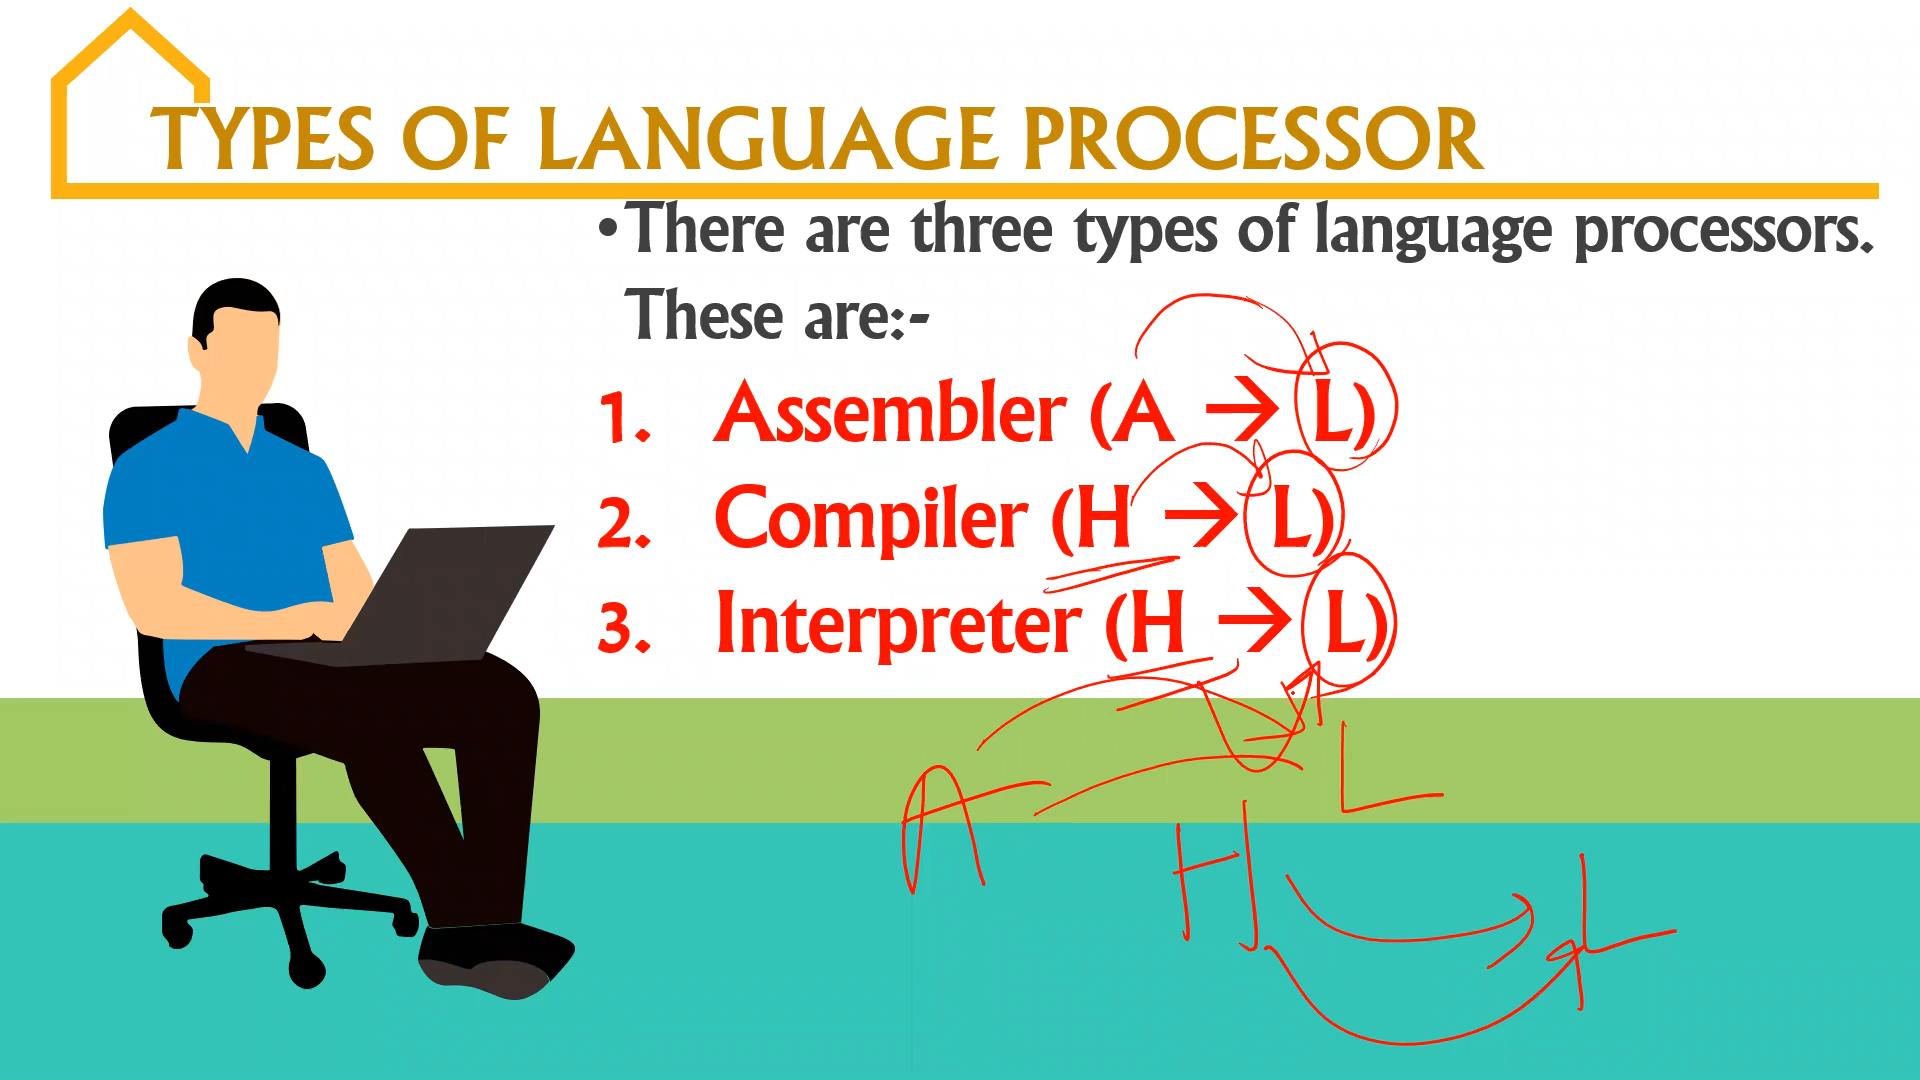 TYPES OF LANGUAGE PROCESSOR
•There are three types of language processors.
These are:-
1. Assembler (A → L)
2. Compiler (H → L)
3. Interpreter (H → L)
A L
H L